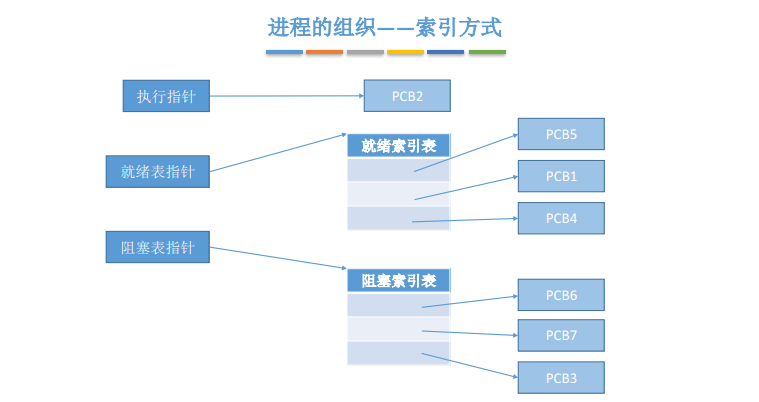 进程的组织——索引方式
执行指针
PCB2
就绪表指针
就绪索引表
PCB5
PCB1
PCB4
阻塞表指针
阻塞索引表
PCB6
PCB7
PCB3